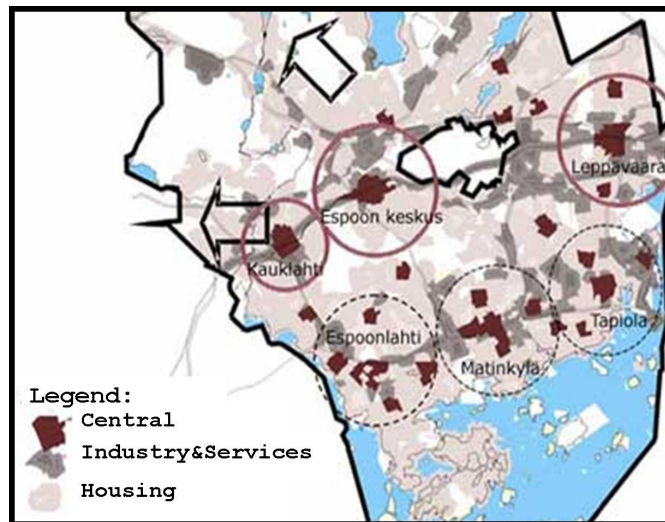 Leppävaara
Espoon keskus
Kauklahti
Tapiola
Espoonlahti
Matinkylä
Legend:
Central
Industry&Services
Housing